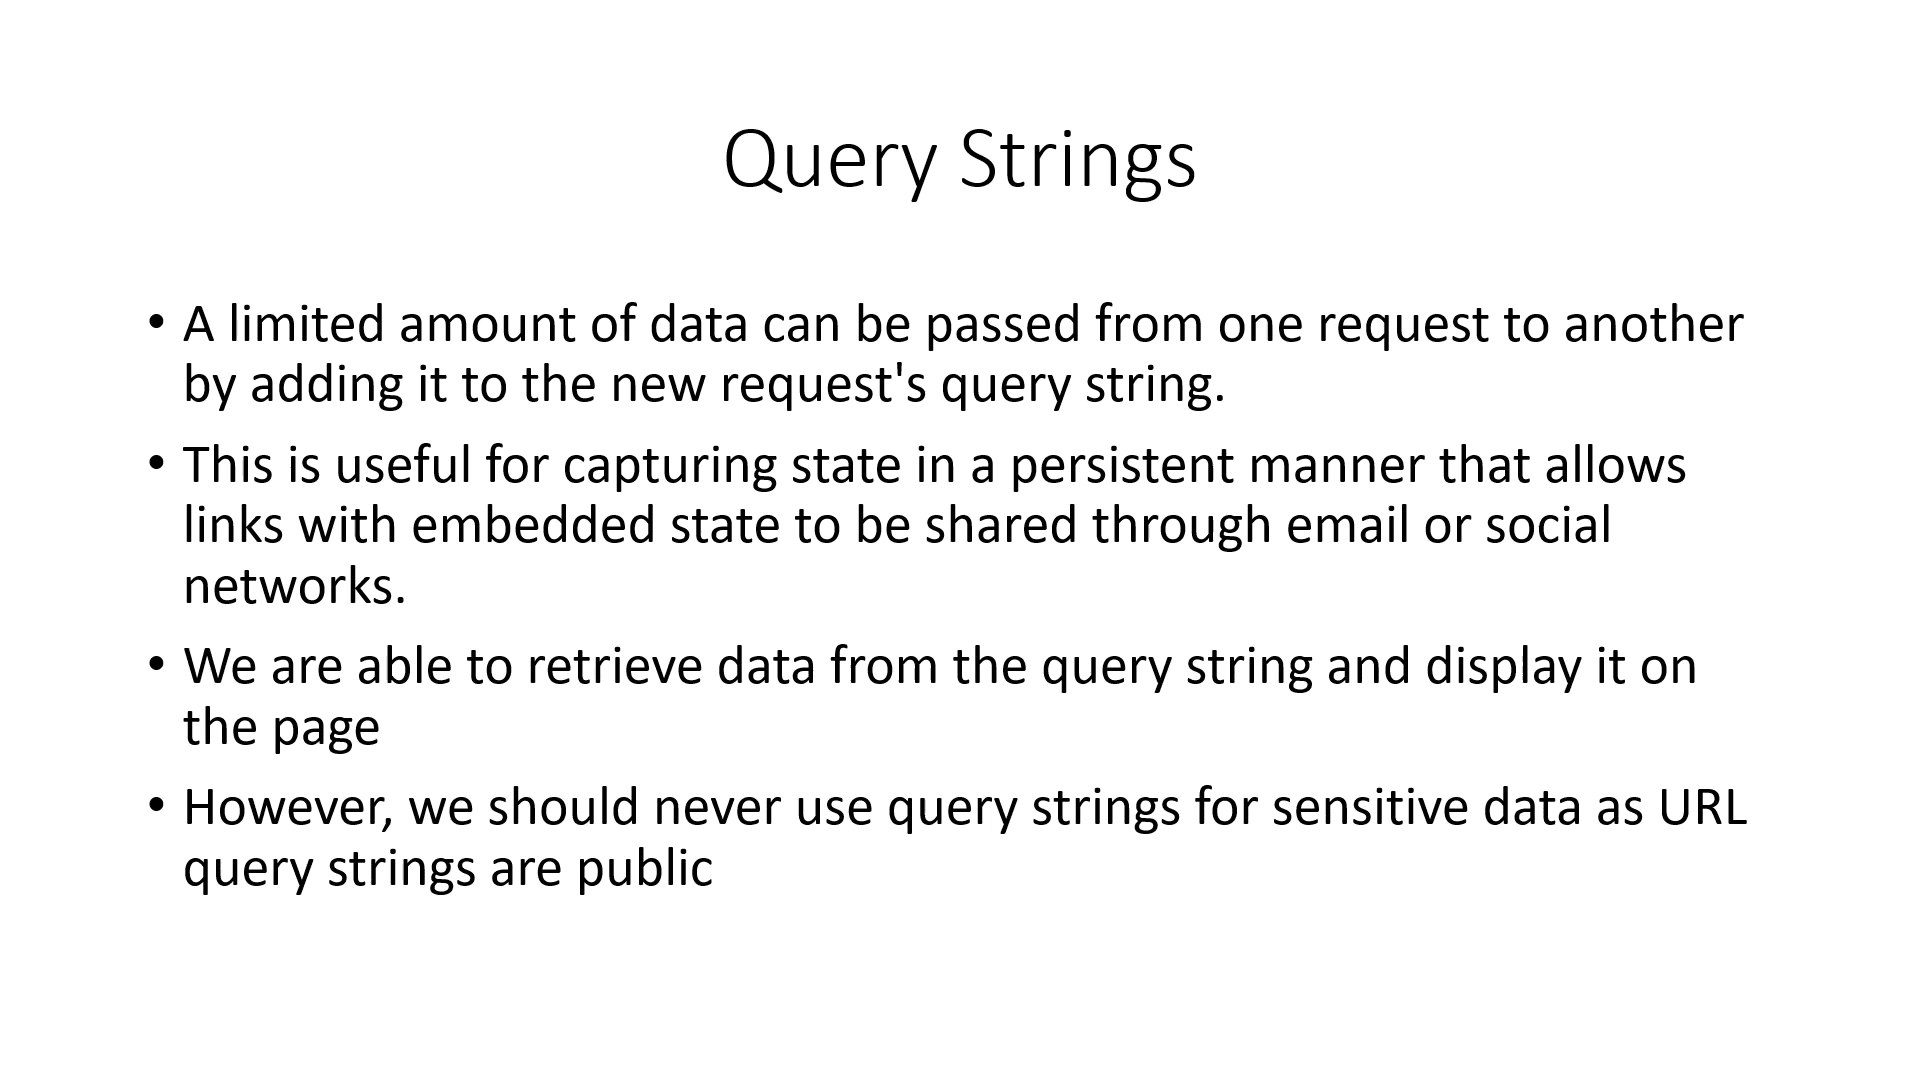 Query Strings
• A limited amount of data can be passed from one request to another
by adding it to the new request's query string.
• This is useful for capturing state in a persistent manner that allows
links with embedded state to be shared through email or social
networks.
• We are able to retrieve data from the query string and display it on
the page
• However, we should never use query strings for sensitive data as URL
query strings are public